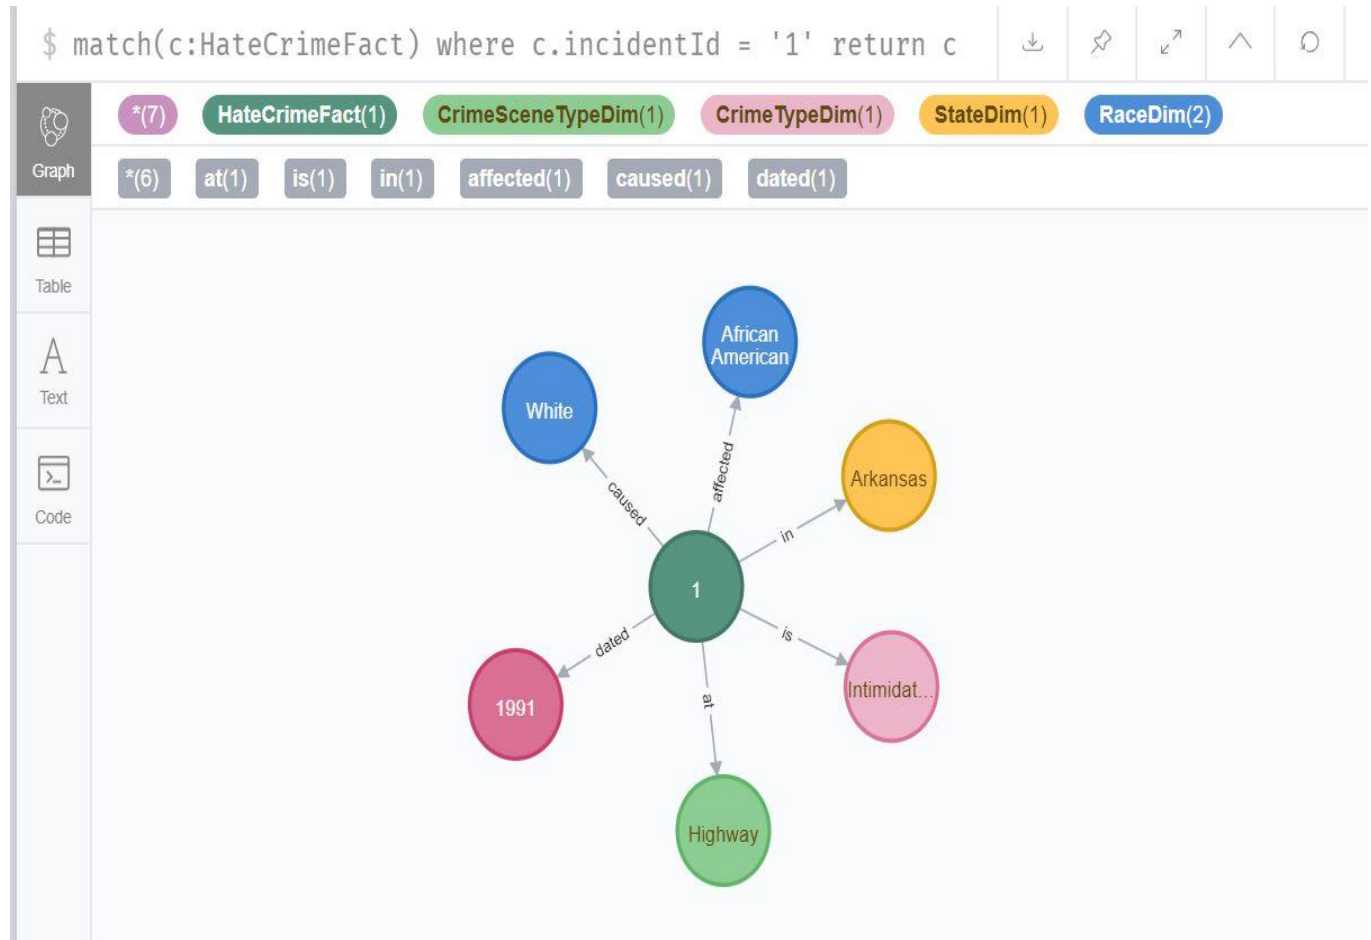 $ match(c:HateCrimeFact) where c.incidentId = '1' return c
*(7) HateCrimeFact(1) CrimeSceneTypeDim(1) CrimeTypeDim(1) StateDim(1) RaceDim(2)
Graph
*(6) at(1) is(1) in(1) affected(1) caused(1) dated(1)
Table
A
Text
>_
Code
African
American
White
affected
Arkansas
caused
in
1
dated
is
1991
at
Intimidat...
Highway